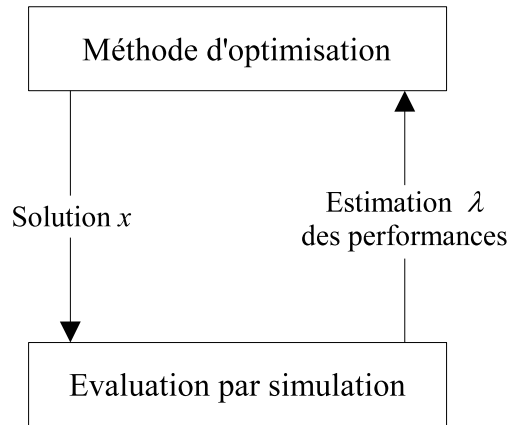 Méthode d'optimisation
Solution x
Estimation λ
des performances
Evaluation par simulation